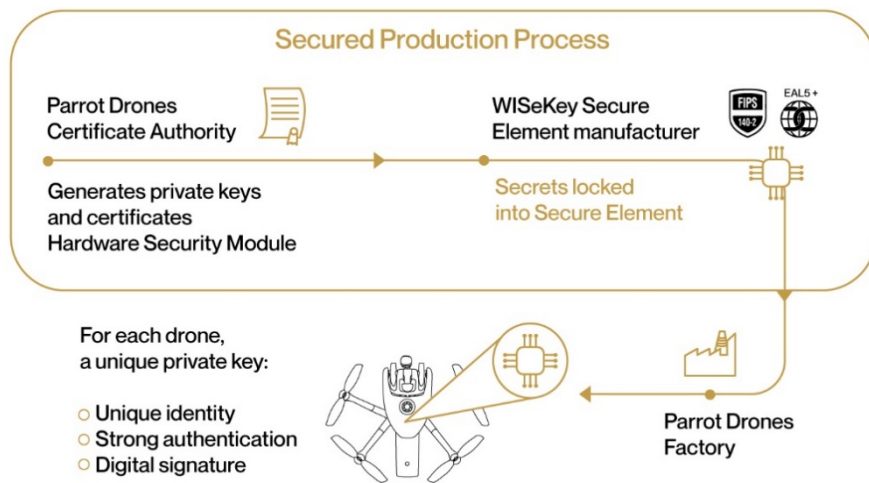 Secured Production Process
Parrot Drones
Certificate Authority
WISeKey Secure
Element manufacturer
FIPS
140-2
EAL5+
Generates private keys
and certificates
Hardware Security Module
Secrets locked
into Secure Element
For each drone,
a unique private key:
Unique identity
Strong authentication
Digital signature
Parrot Drones
Factory